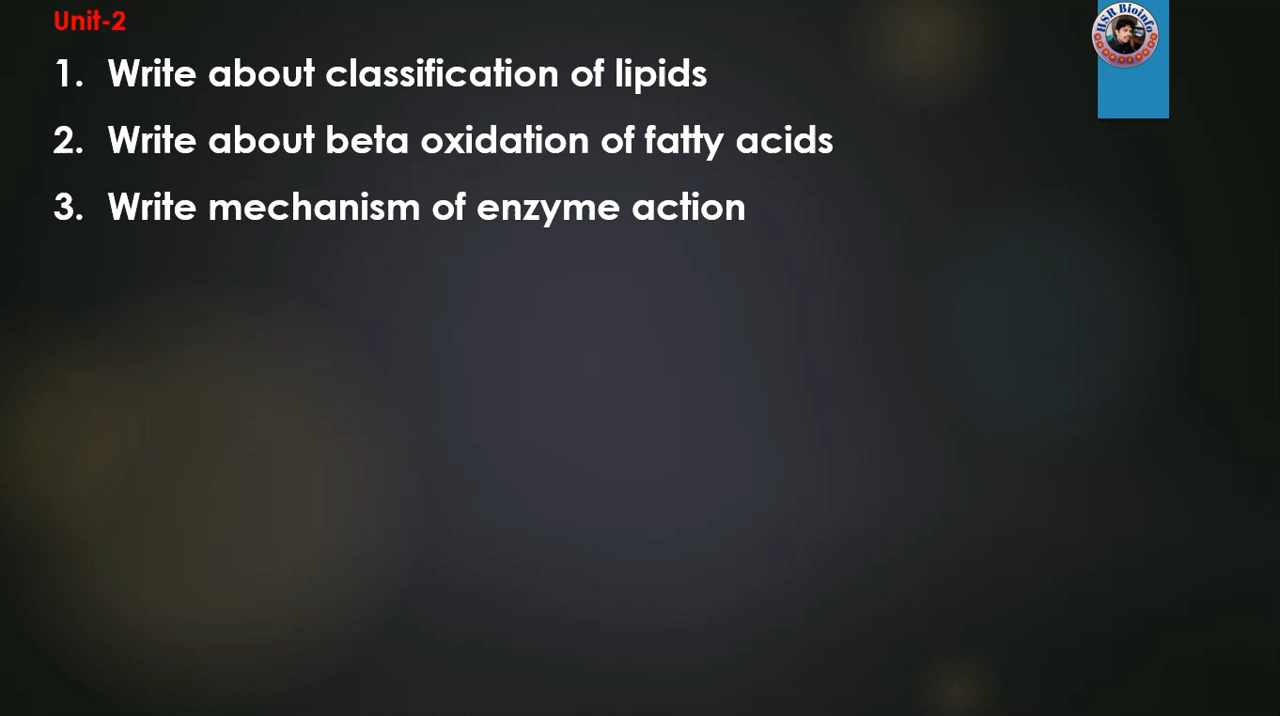 Unit-2
HSR Bioinfo
1. Write about classification of lipids
2. Write about beta oxidation of fatty acids
3. Write mechanism of enzyme action